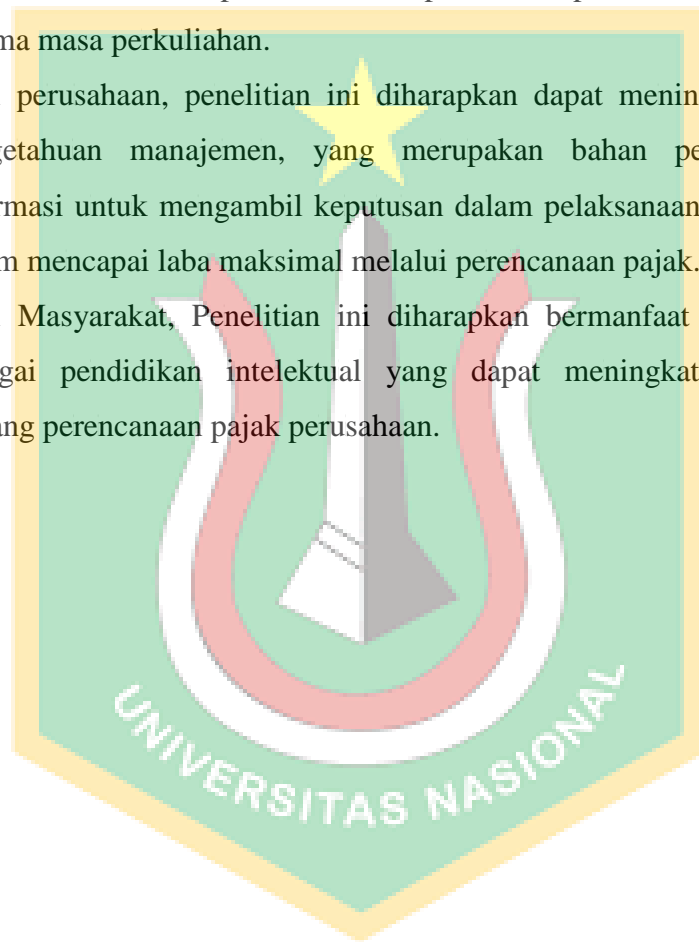 ma masa perkuliahan.
perusahaan, penelitian ini diharapkan dapat menin
getahuan manajemen, yang merupakan bahan pe
rmasi untuk mengambil keputusan dalam pelaksanaan
m mencapai laba maksimal melalui perencanaan pajak.
Masyarakat, Penelitian ini diharapkan bermanfaat
gai pendidikan intelektual yang dapat meningkat
ang perencanaan pajak perusahaan.
UNIVERSITAS NASIONAL